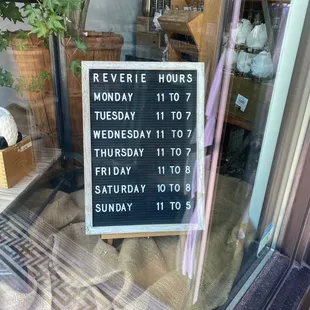 REVERIE HOURS
MONDAY 11 TO 7
TUESDAY 11 TO 7
WEDNESDAY 11 TO 7
THURSDAY 11 TO 7
FRIDAY 11 TO 8
SATURDAY 10 TO 8
SUNDAY 11 TO 5